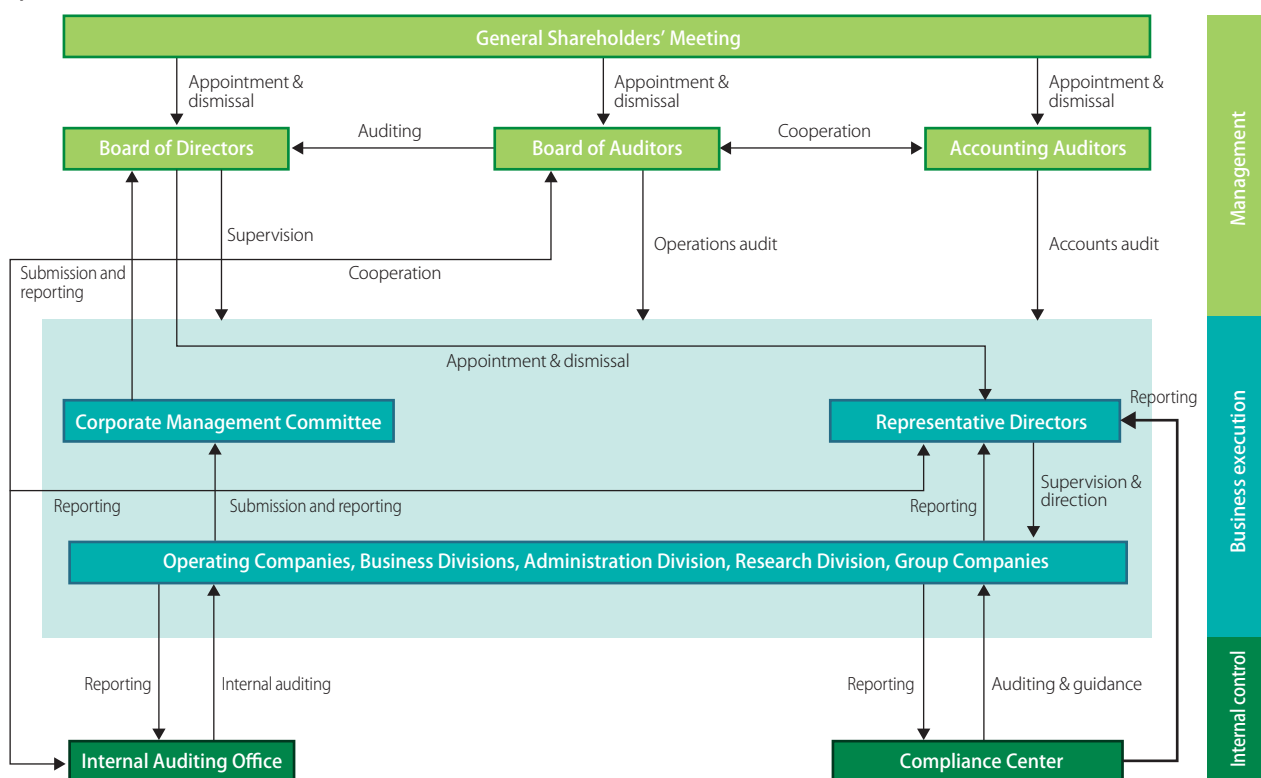 General Shareholders’ Meeting
Appointment &
dismissal
Appointment &
dismissal
Appointment &
dismissal
Board of Directors
Auditing
Board of Auditors
Cooperation
Accounting Auditors
Supervision
Operations audit
Accounts audit
Submission and
reporting
Cooperation
Appointment & dismissal
Corporate Management Committee
Representative Directors
Reporting
Reporting
Submission and reporting
Reporting
Supervision &
direction
Operating Companies, Business Divisions, Administration Division, Research Division, Group Companies
Reporting
Internal auditing
Reporting
Auditing & guidance
Internal Auditing Office
Compliance Center
Management
Business execution
Internal control